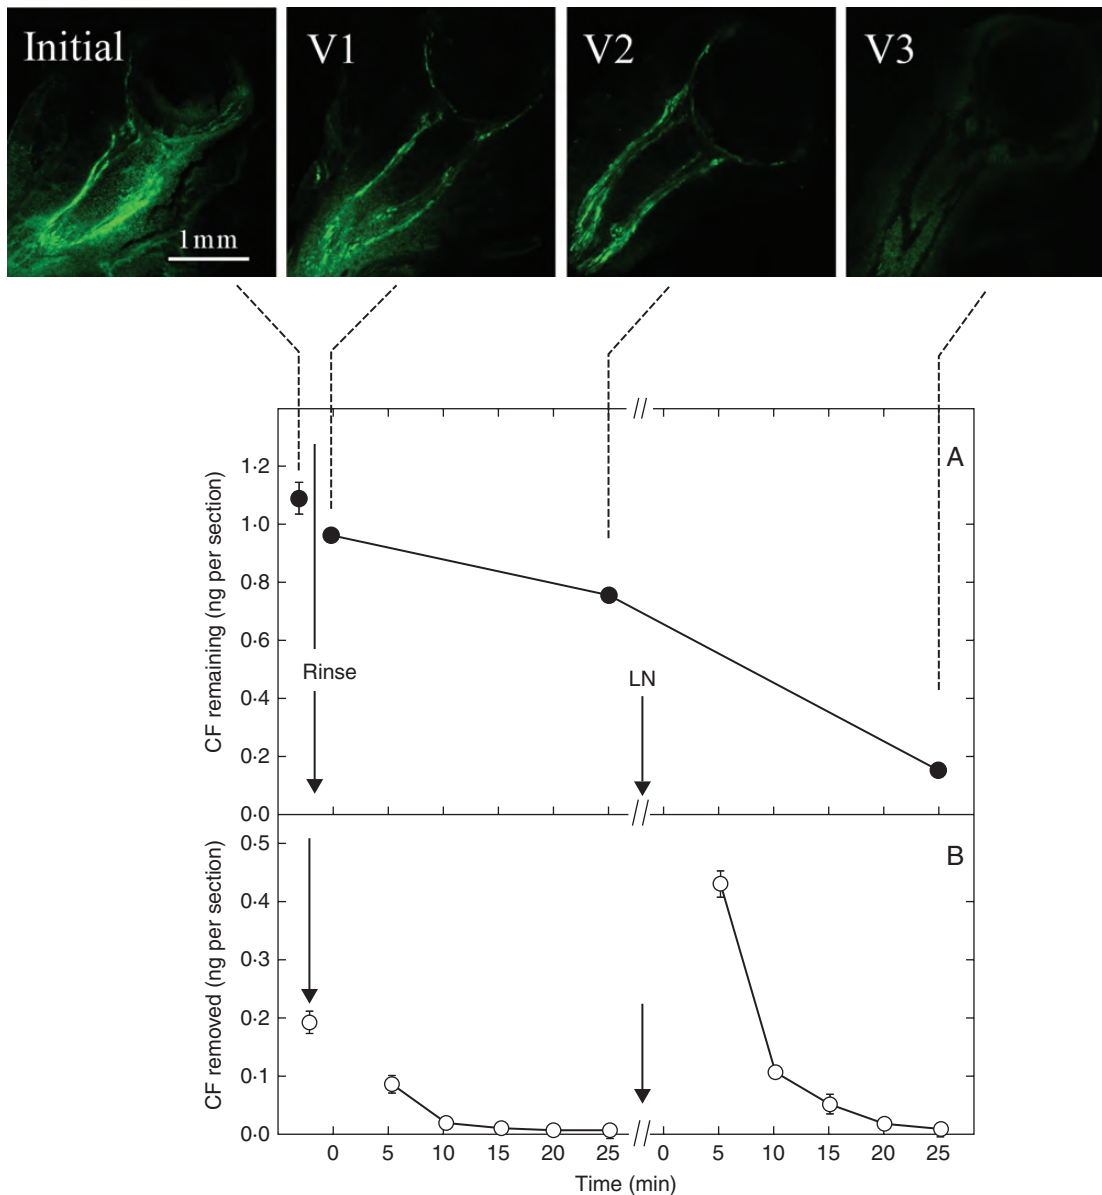 Initial
V1
V2
V3
1 mm
A
1·2
1·0
0·8
0·6
0·4
0·2
0·0
CF remaining (ng per section)
Rinse
LN
B
0·5
0·4
0·3
0·2
0·1
0·0
CF removed (ng per section)
0 5 10 15 20 25 0 5 10 15 20 25
Time (min)